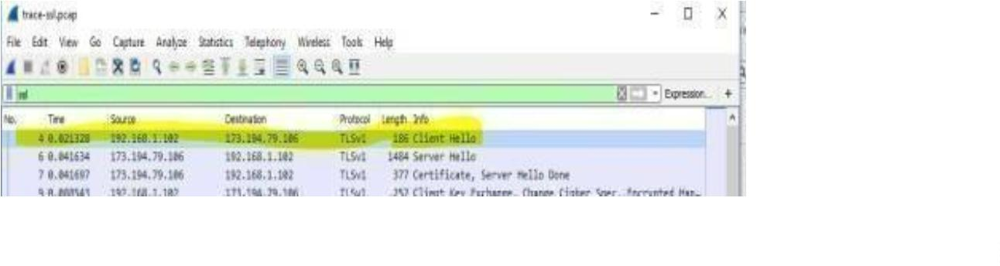 trace-ssl.pcap
File Edit View Go Capture Analyze Statistics Telephony Wireless Tools Help
ssl Expression... +
No. Time Source Destination Protocol Length Info
4 0.021328 192.168.1.102 173.194.79.106 TLSv1 186 Client Hello
6 0.041634 173.194.79.106 192.168.1.102 TLSv1 1484 Server Hello
7 0.041697 173.194.79.106 192.168.1.102 TLSv1 377 Certificate, Server Hello Done
9 192.168.1.102 173.194.79.106 TLSv1 252 Client Key Exchange, Change Cipher Spec, Encrypted Han…